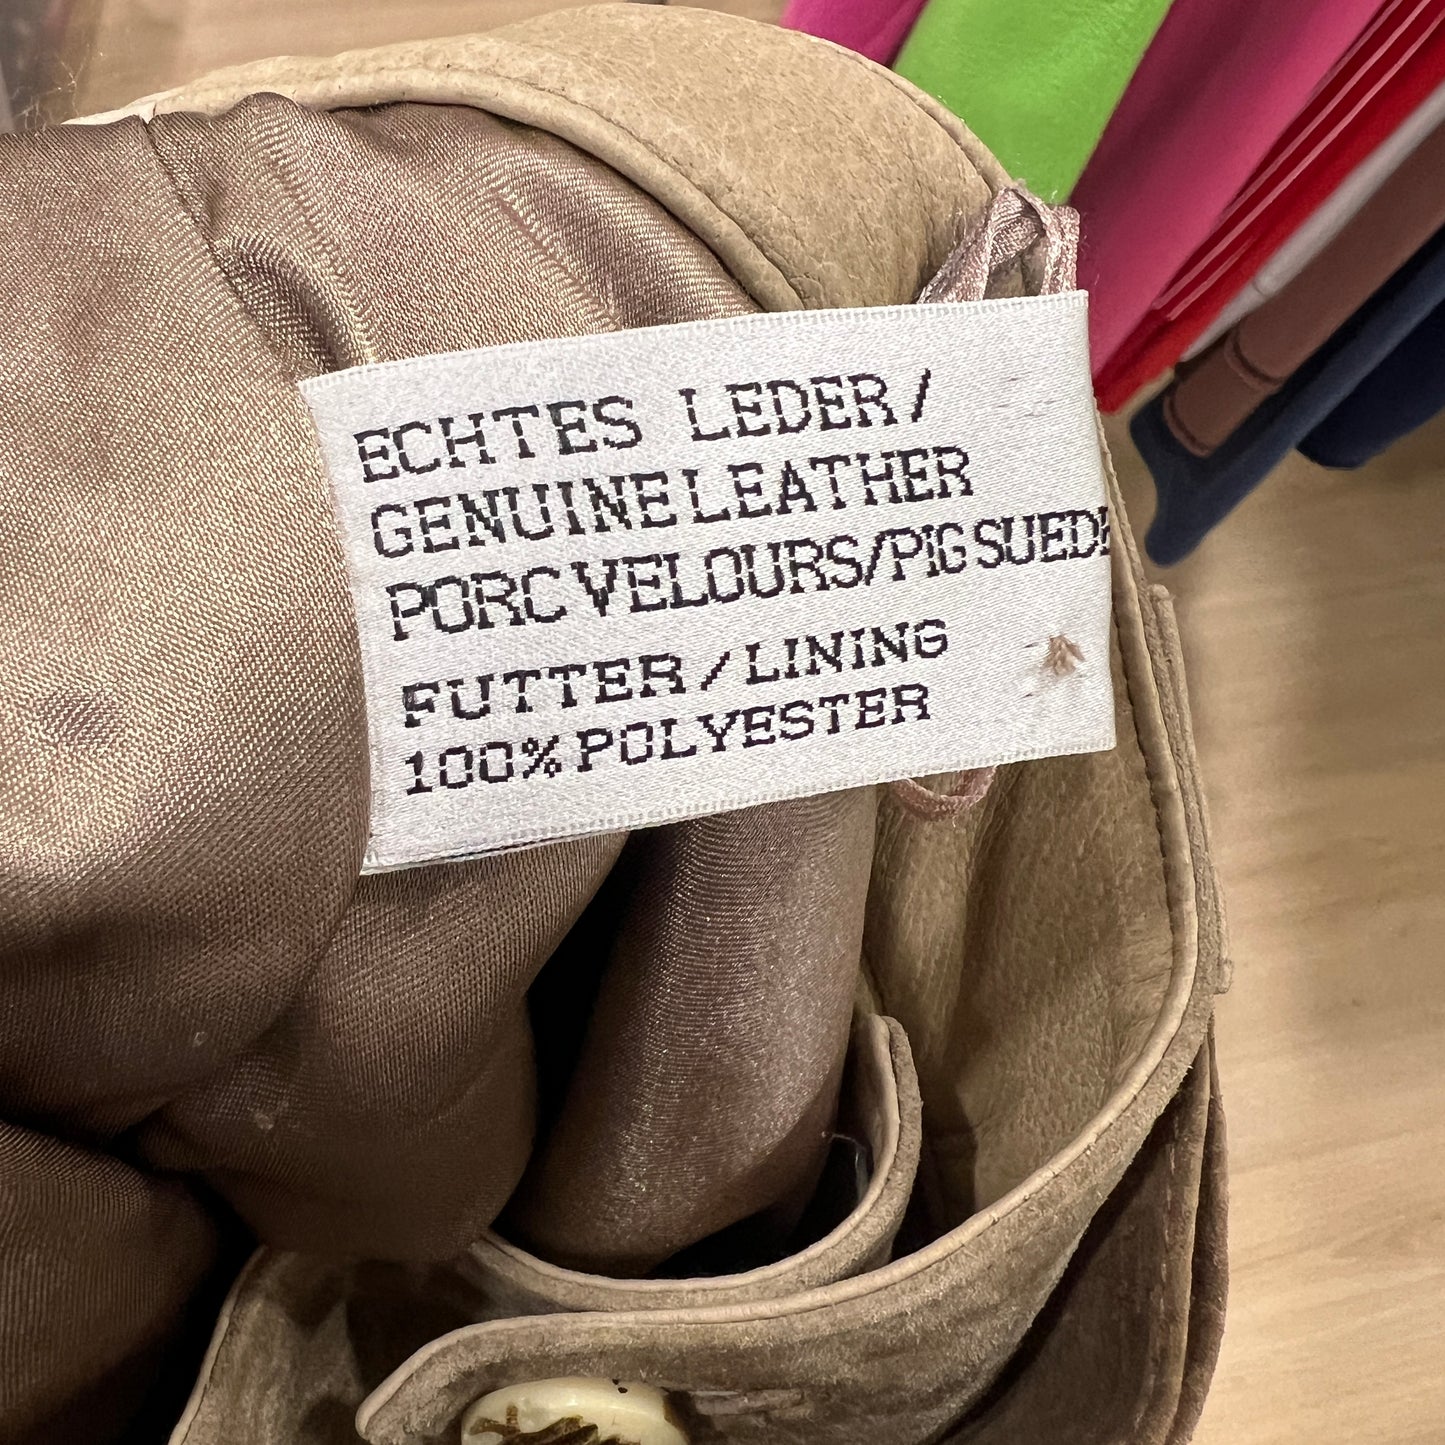 ECHTES LEDER/
GENUINE LEATHER
PORC VELOURS/PIG SUEDE
FUTTER/LINING
100% POLYESTER